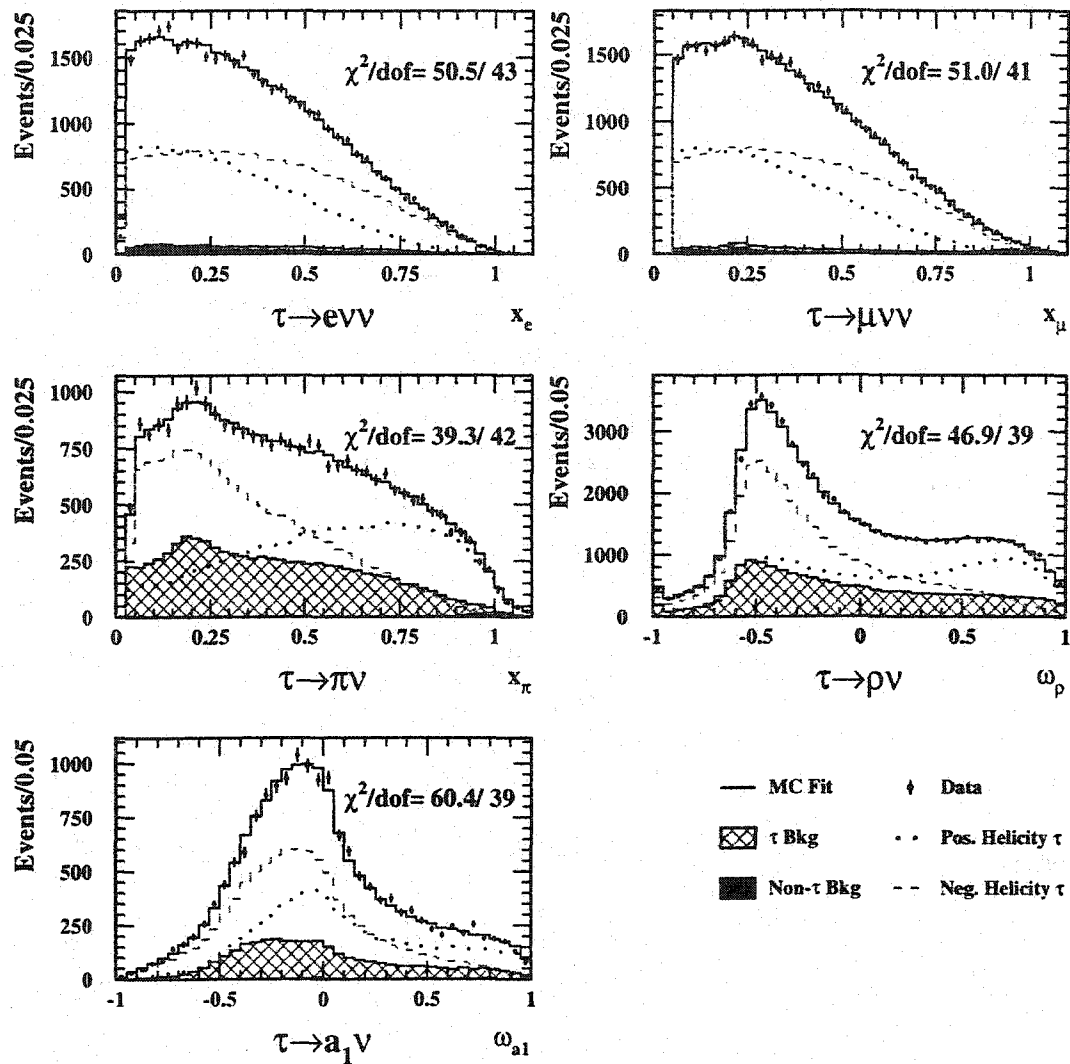 Events/0.025
1500
1000
500
0
χ²/dof= 50.5/ 43
0 0.25 0.5 0.75 1
τ→eνν x_e
Events/0.025
1500
1000
500
0
χ²/dof= 51.0/ 41
0 0.25 0.5 0.75 1
τ→μνν x_μ
Events/0.025
1000
750
500
250
0
χ²/dof= 39.3/ 42
0 0.25 0.5 0.75 1
τ→πν x_π
Events/0.05
3000
2000
1000
0
χ²/dof= 46.9/ 39
-1 -0.5 0 0.5 1
τ→ρν ω_ρ
Events/0.05
1000
750
500
250
0
χ²/dof= 60.4/ 39
-1 -0.5 0 0.5 1
τ→a₁ν ω_a1
MC Fit
Data
τ Bkg
Pos. Helicity τ
Non-τ Bkg
Neg. Helicity τ